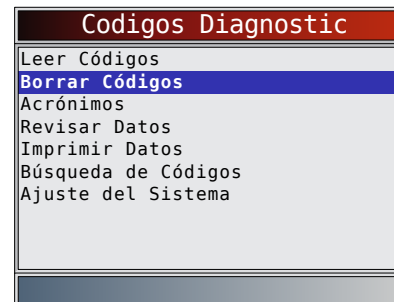 Codigos Diagnostic
Leer Códigos
Borrar Códigos
Acrónimos
Revisar Datos
Imprimir Datos
Búsqueda de Códigos
Ajuste del Sistema